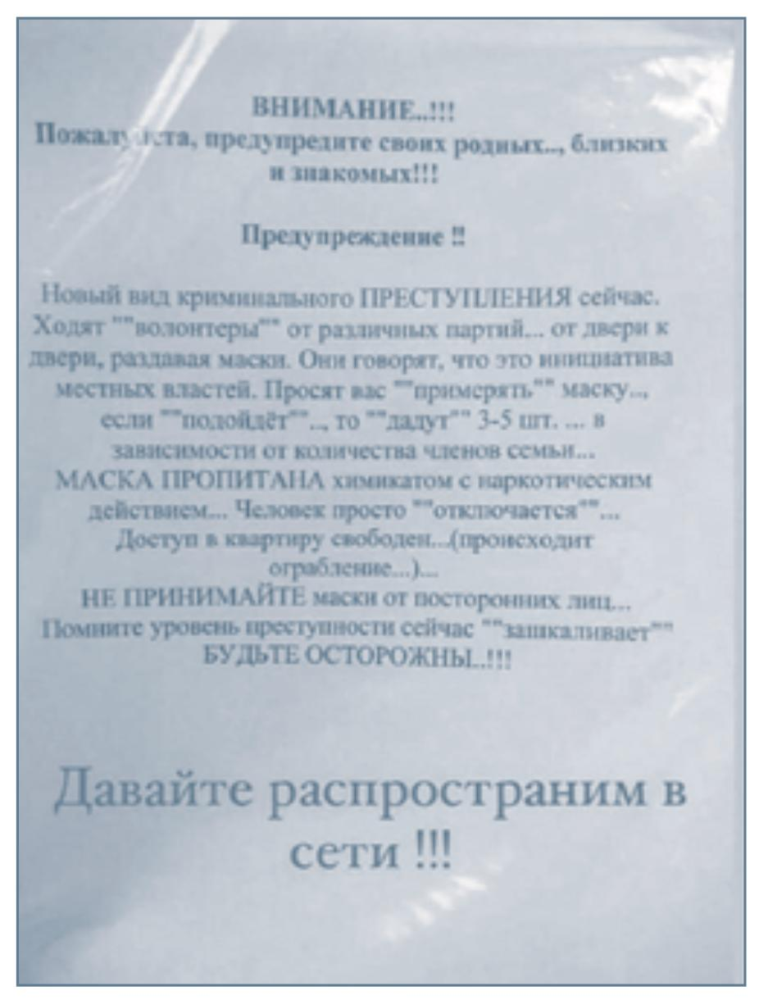 ВНИМАНИЕ..!!!
Пожалуйста, предупредите своих родных.., близких
и знакомых!!!
Предупреждение !!
Новый вид криминального ПРЕСТУПЛЕНИЯ сейчас.
Ходят ""волонтеры"" от различных партий... от двери к
двери, раздавая маски. Они говорят, что это инициатива
местных властей. Просят вас ""примерять"" маску..,
если ""подойдёт"".., то ""дадут"" 3-5 шт. ... в
зависимости от количества членов семьи...
МАСКА ПРОПИТАНА химикатом с наркотическим
действием... Человек просто ""отключается""...
Доступ в квартиру свободен...(происходит
ограбление...)...
НЕ ПРИНИМАЙТЕ маски от посторонних лиц...
Помните уровень преступности сейчас ""зашкаливает""
БУДЬТЕ ОСТОРОЖНЫ..!!!
Давайте распространим в
сети !!!